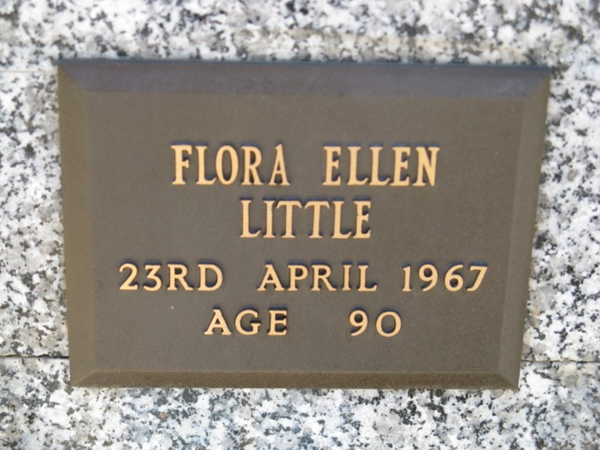 FLORA ELLEN
LITTLE
23RD APRIL 1967
AGE 90